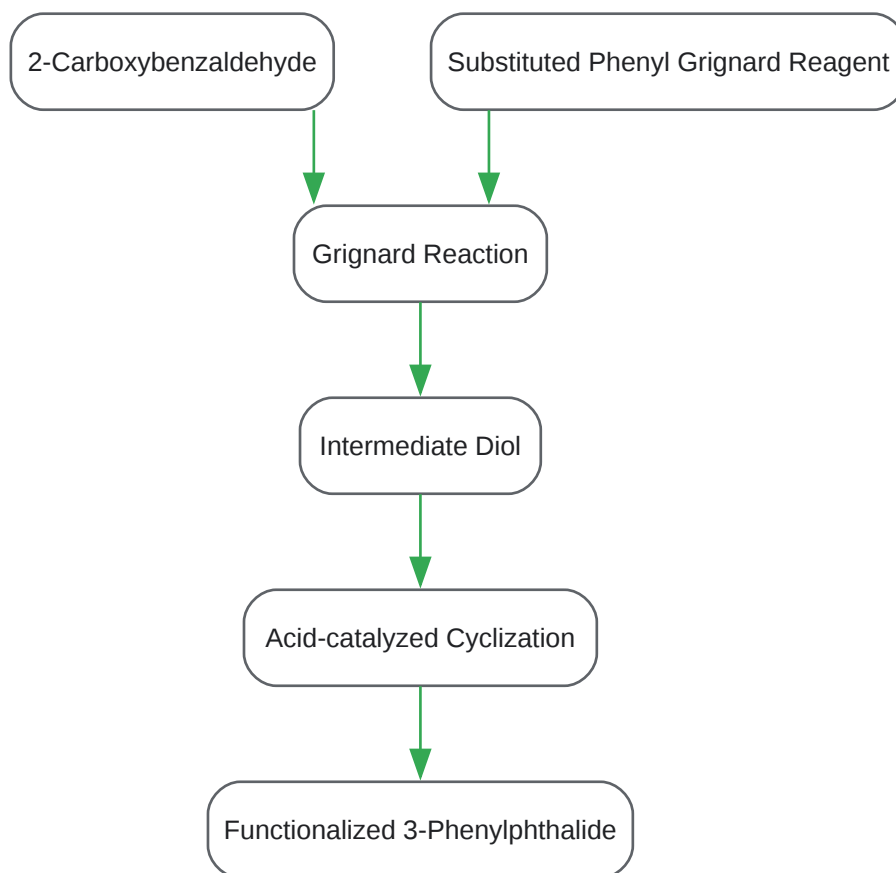 2-Carboxybenzaldehyde
Substituted Phenyl Grignard Reagent
Grignard Reaction
Intermediate Diol
Acid-catalyzed Cyclization
Functionalized 3-Phenylphthalide